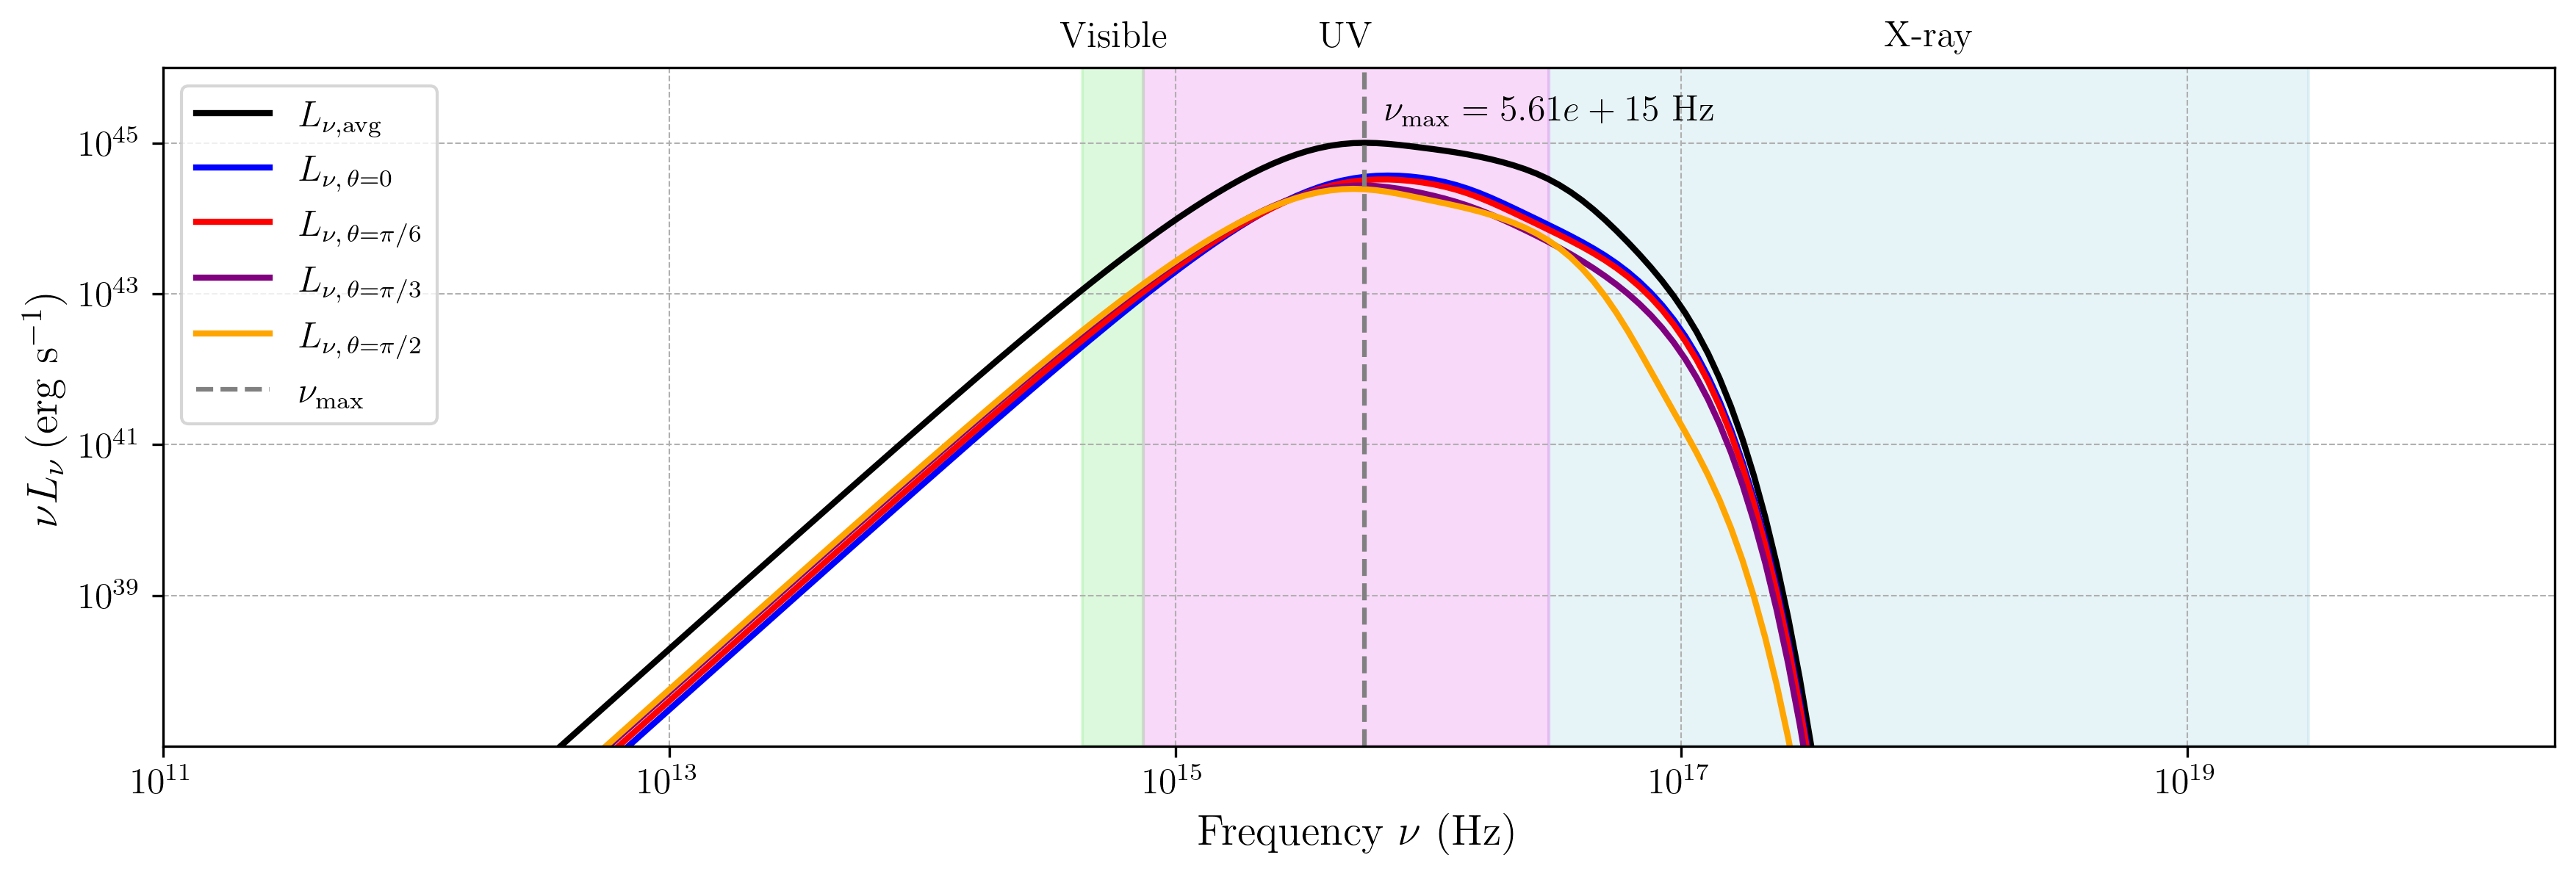 Visible UV X-ray
ν_max = 5.61e + 15 Hz
L_ν,avg
L_ν, θ=0
L_ν, θ=π/6
L_ν, θ=π/3
L_ν, θ=π/2
ν_max
10^45
10^43
10^41
10^39
νL_ν (erg s^−1)
10^11 10^13 10^15 10^17 10^19
Frequency ν (Hz)